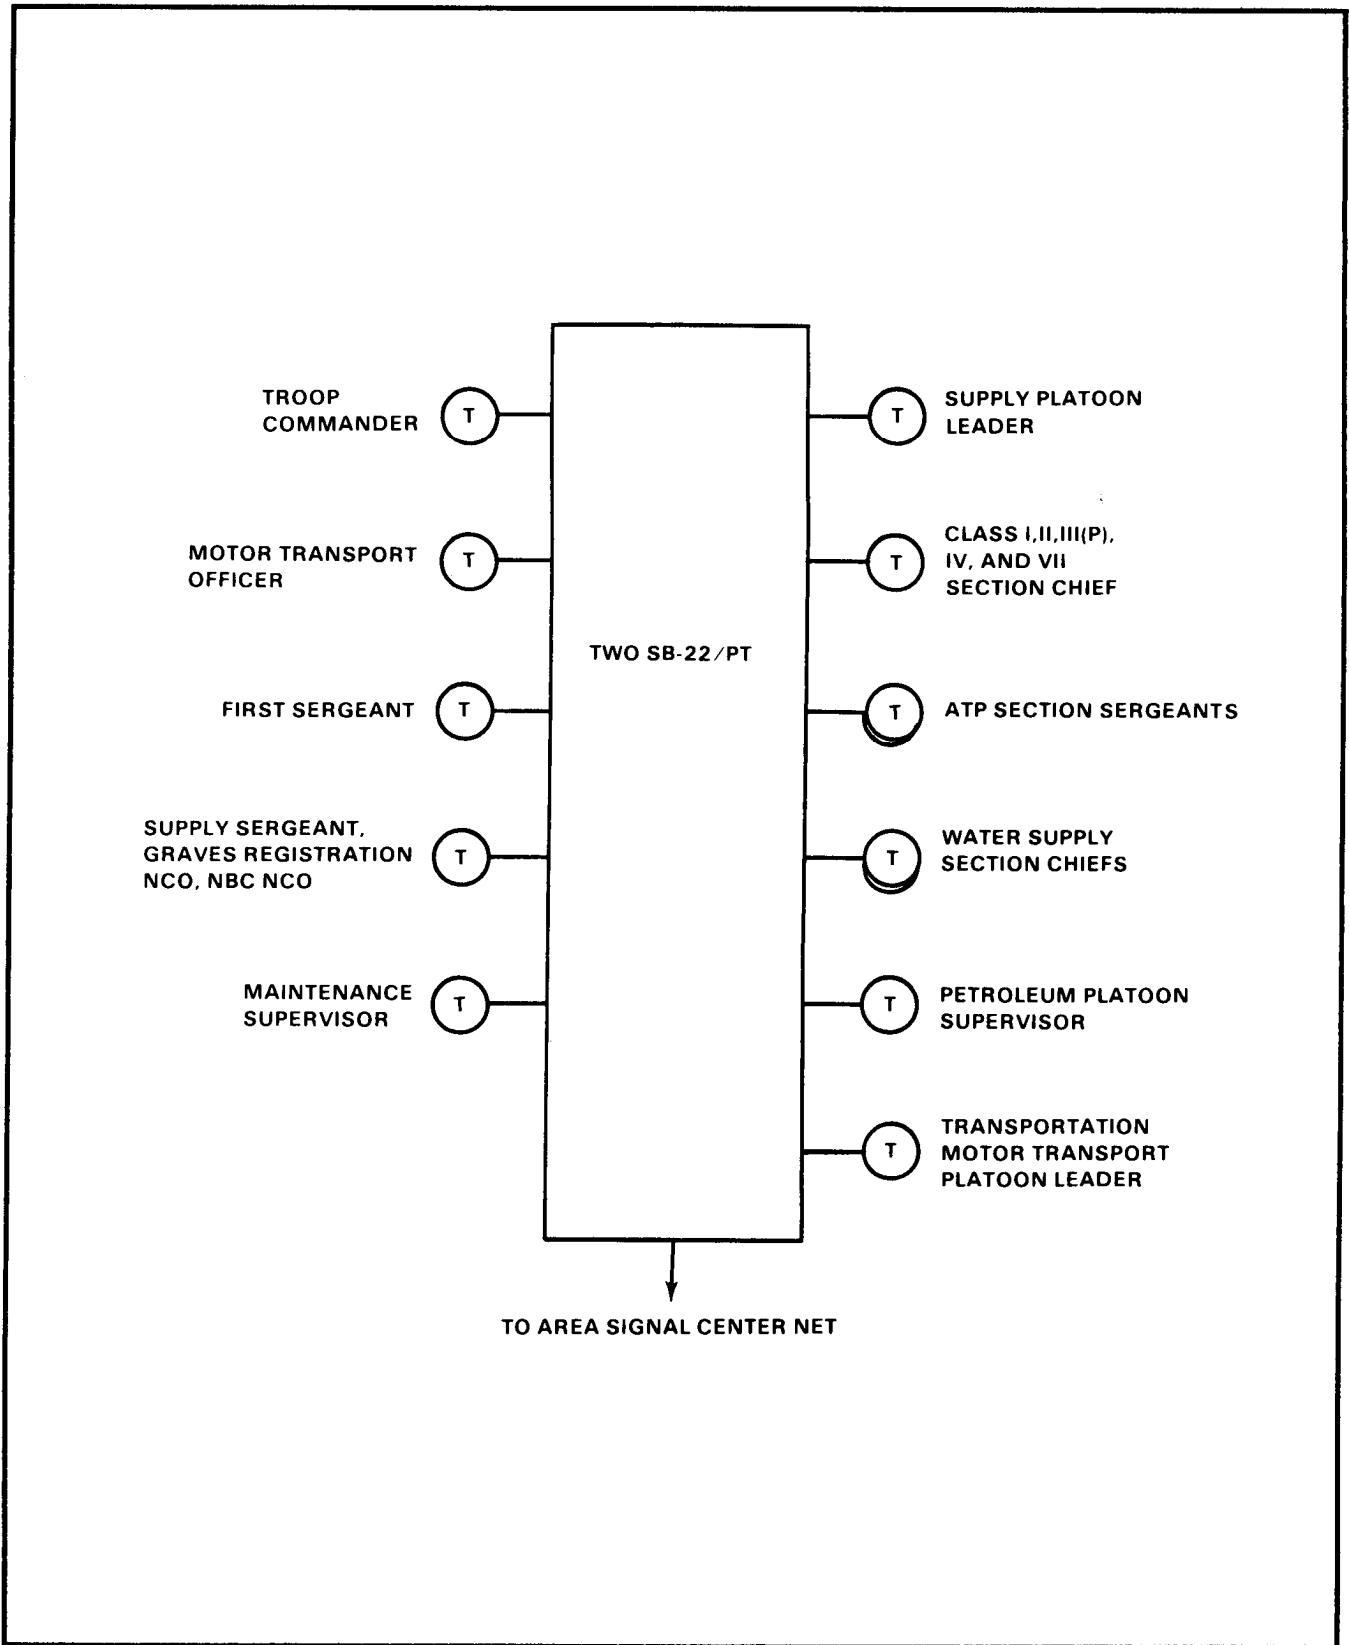 TROOP
COMMANDER
T
T
SUPPLY PLATOON
LEADER
MOTOR TRANSPORT
OFFICER
T
T
CLASS I,II,III(P),
IV, AND VII
SECTION CHIEF
TWO SB-22/PT
FIRST SERGEANT
T
T
ATP SECTION SERGEANTS
SUPPLY SERGEANT,
GRAVES REGISTRATION
NCO, NBC NCO
T
T
WATER SUPPLY
SECTION CHIEFS
MAINTENANCE
SUPERVISOR
T
T
PETROLEUM PLATOON
SUPERVISOR
T
TRANSPORTATION
MOTOR TRANSPORT
PLATOON LEADER
TO AREA SIGNAL CENTER NET